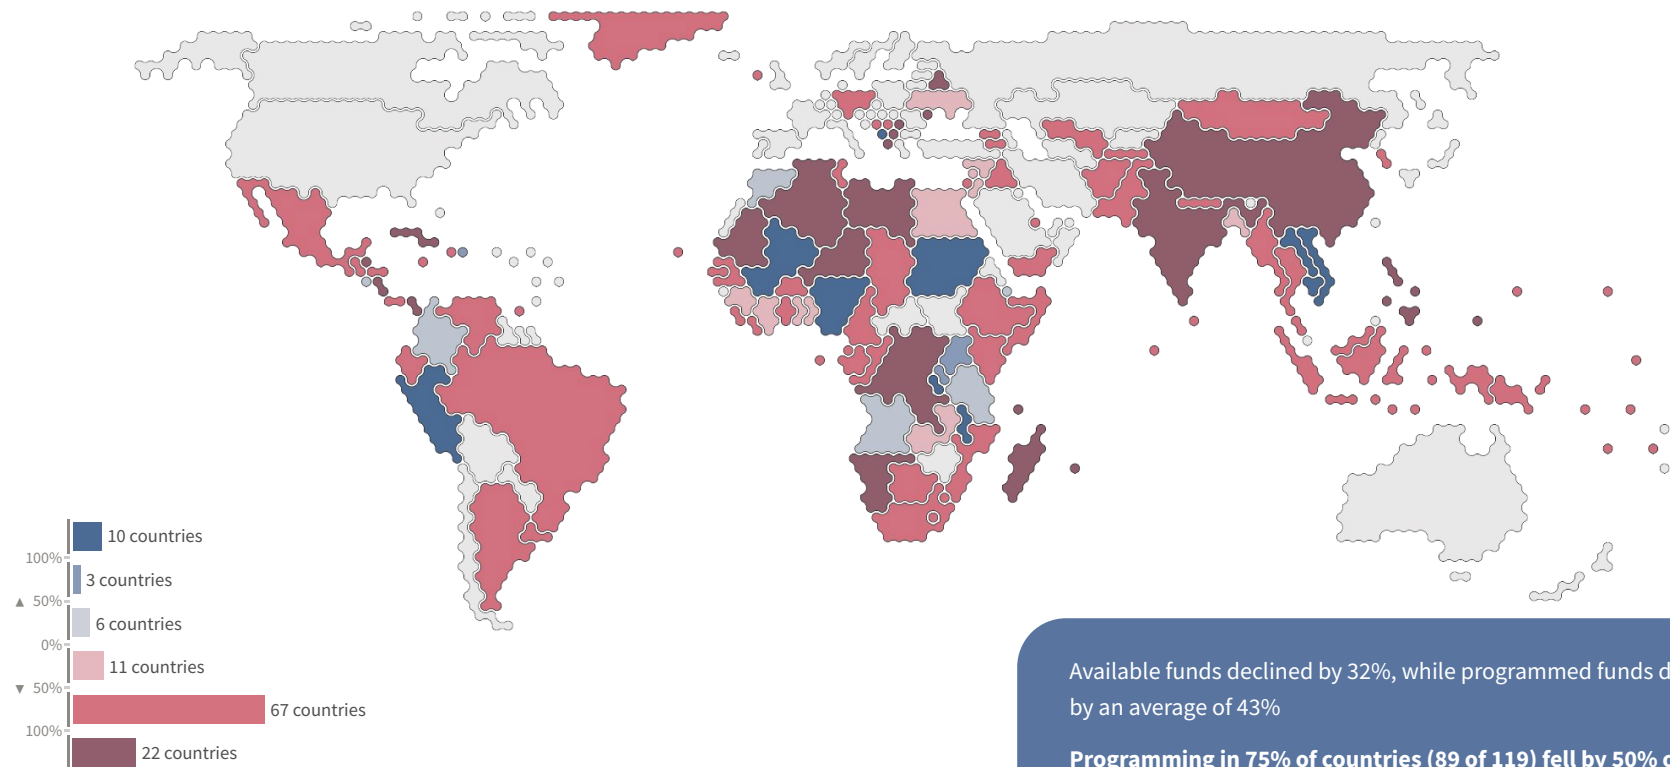 10 countries
100%
3 countries
▲ 50%
6 countries
0%
11 countries
▼ 50%
67 countries
100%
22 countries
Available funds declined by 32%, while programmed funds
by an average of 43%
Programming in 75% of countries (89 of 119) fell by 50%